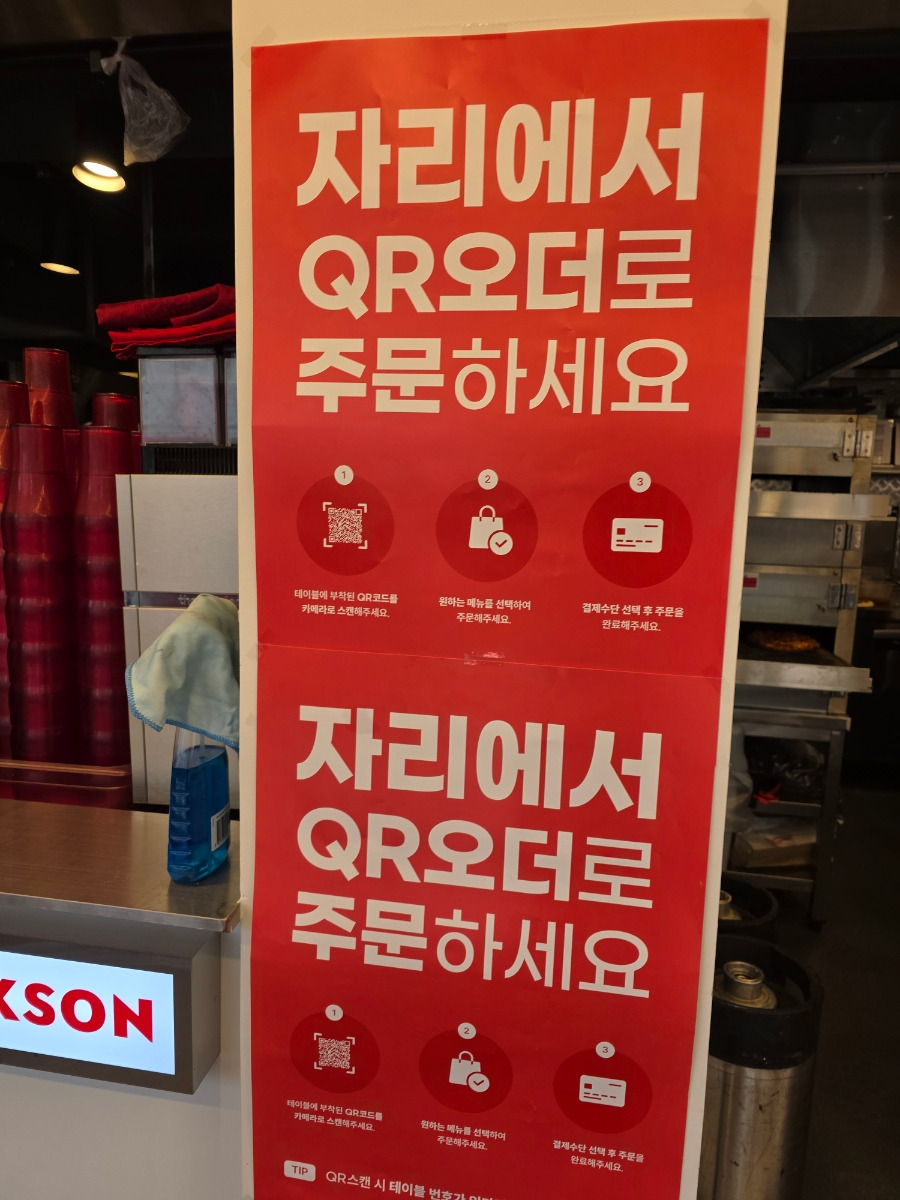 자리에서
QR오더로
주문하세요
1
2
3
테이블에 부착된 QR코드를
카메라로 스캔해주세요.
원하는 메뉴를 선택하여
주문해주세요.
결제수단 선택 후 주문을
완료해주세요.
자리에서
QR오더로
주문하세요
1
2
3
테이블에 부착된 QR코드를
카메라로 스캔해주세요.
원하는 메뉴를 선택하여
주문해주세요.
결제수단 선택 후 주문을
완료해주세요.
TIP QR스캔 시 테이블 번호가
KSON